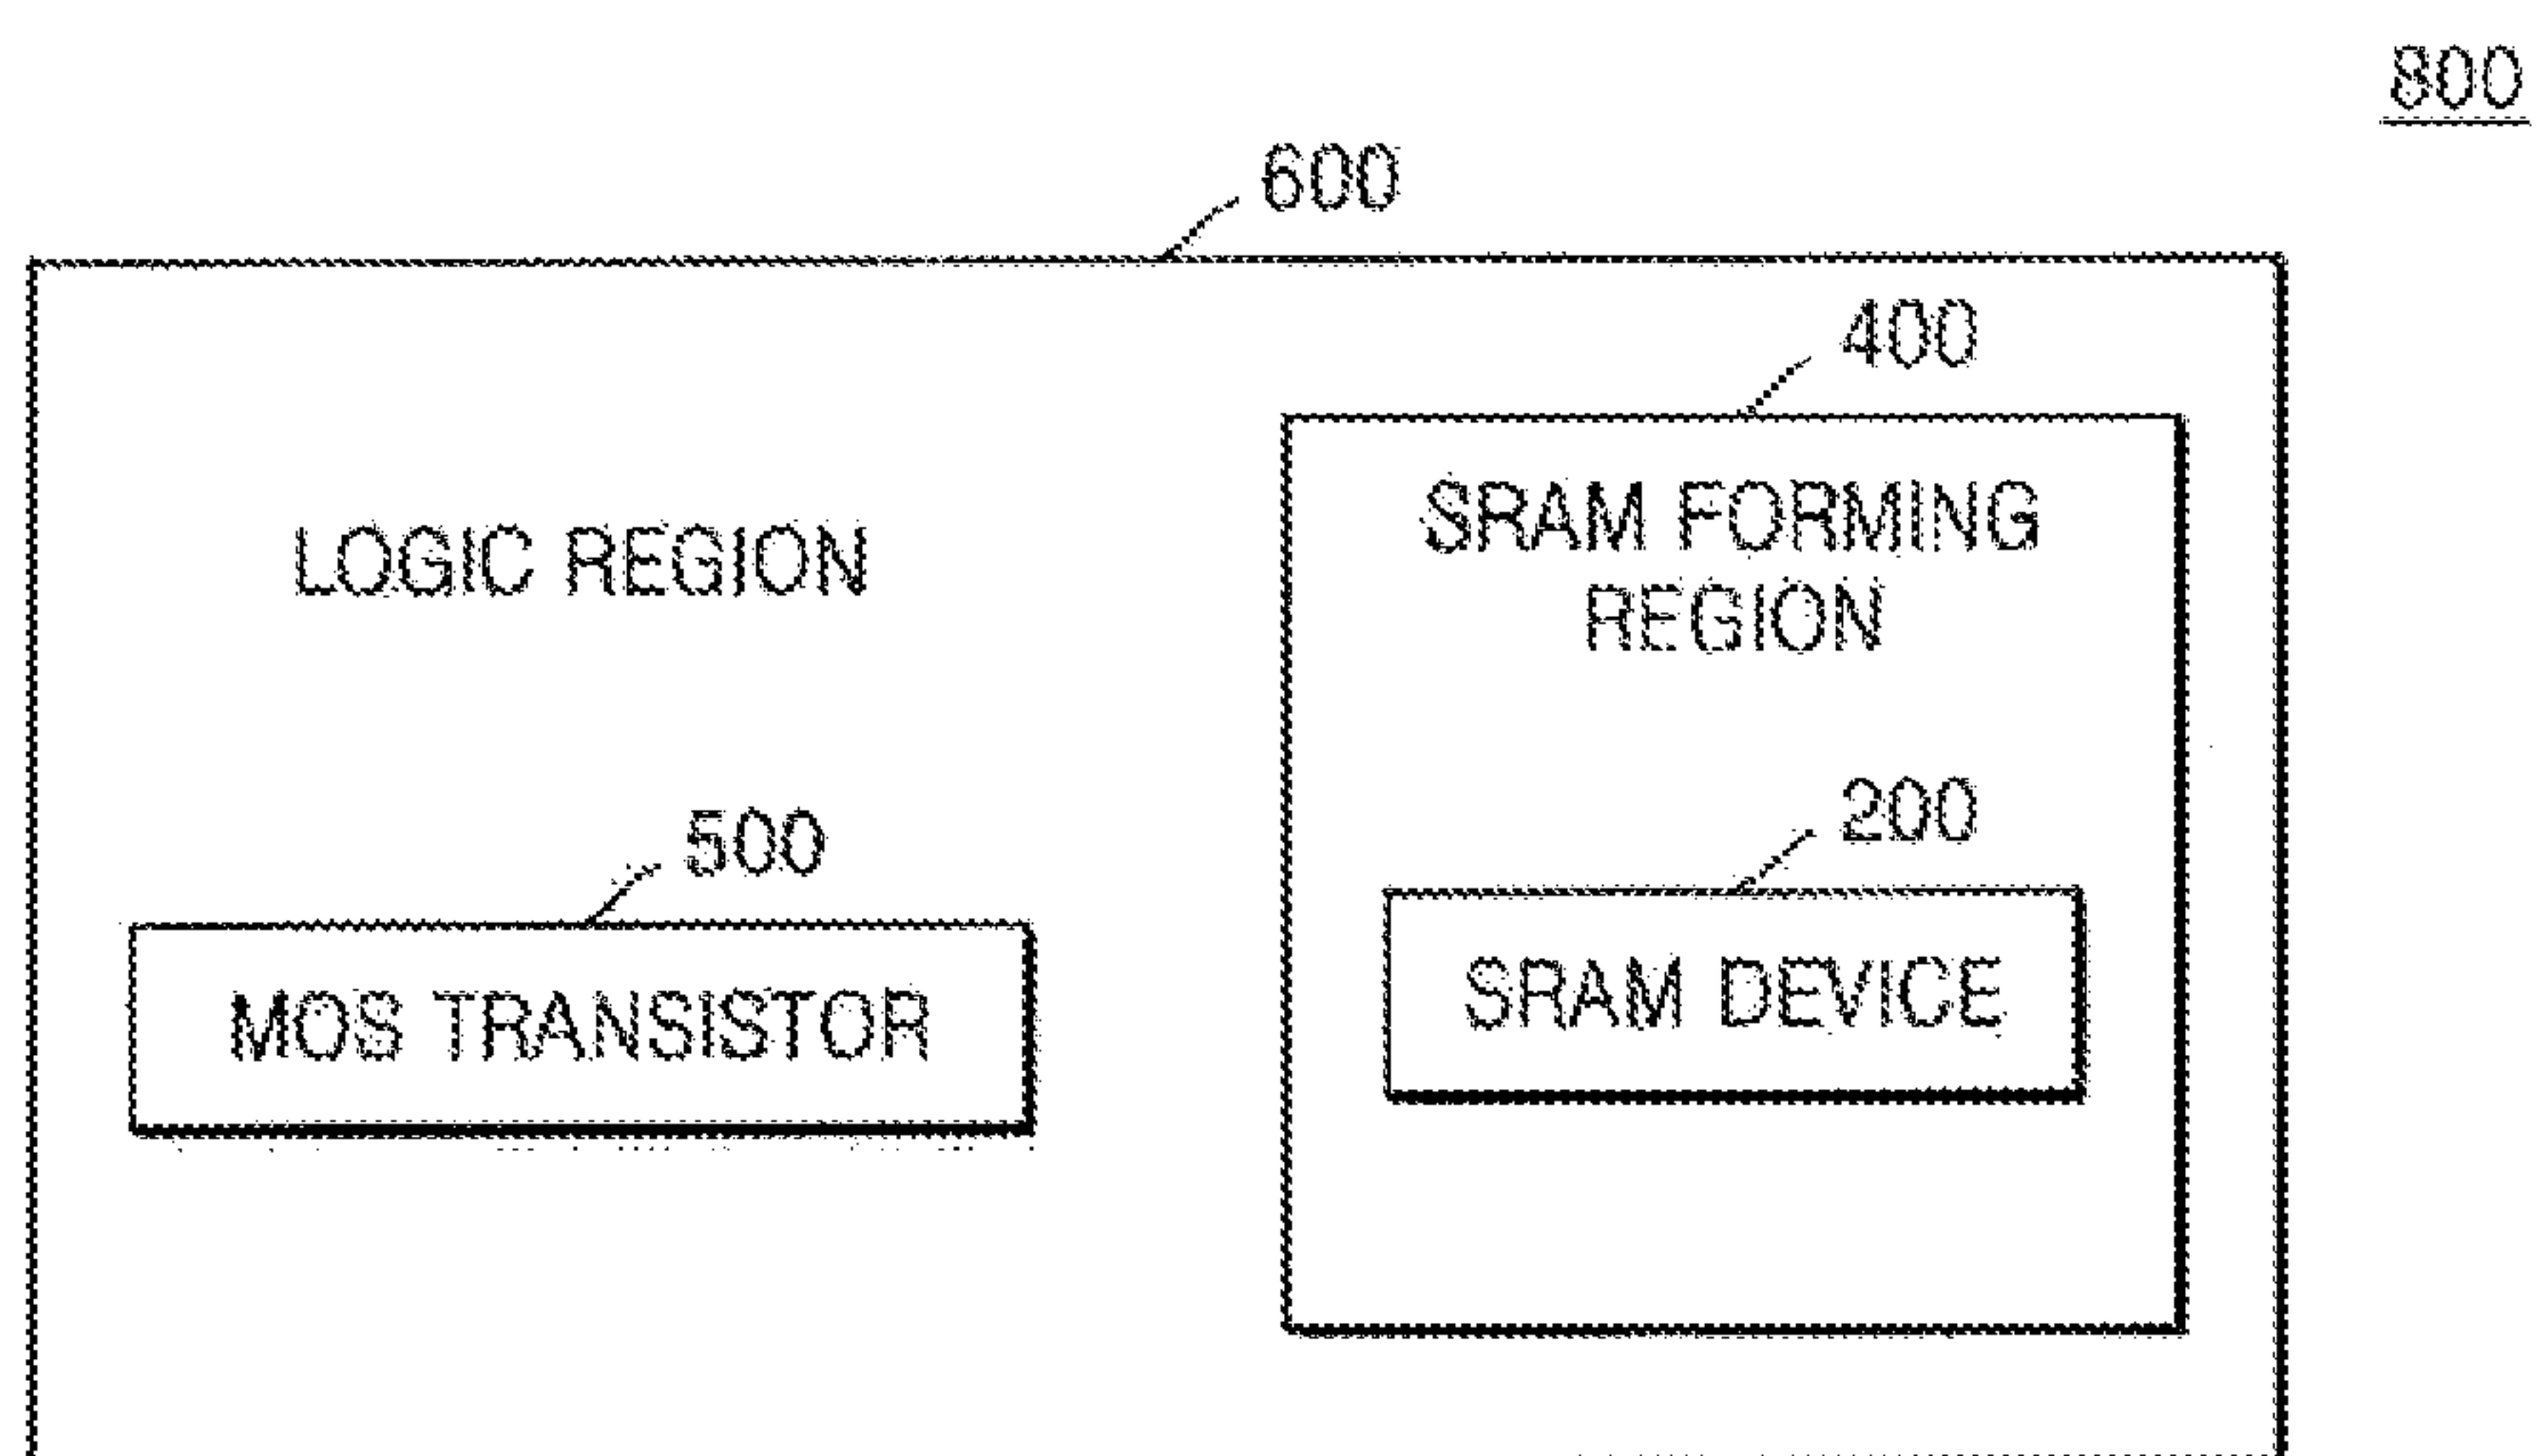 800
600
400
LOGIC REGION
SRAM FORMING
REGION
500
200
MOS TRANSISTOR
SRAM DEVICE